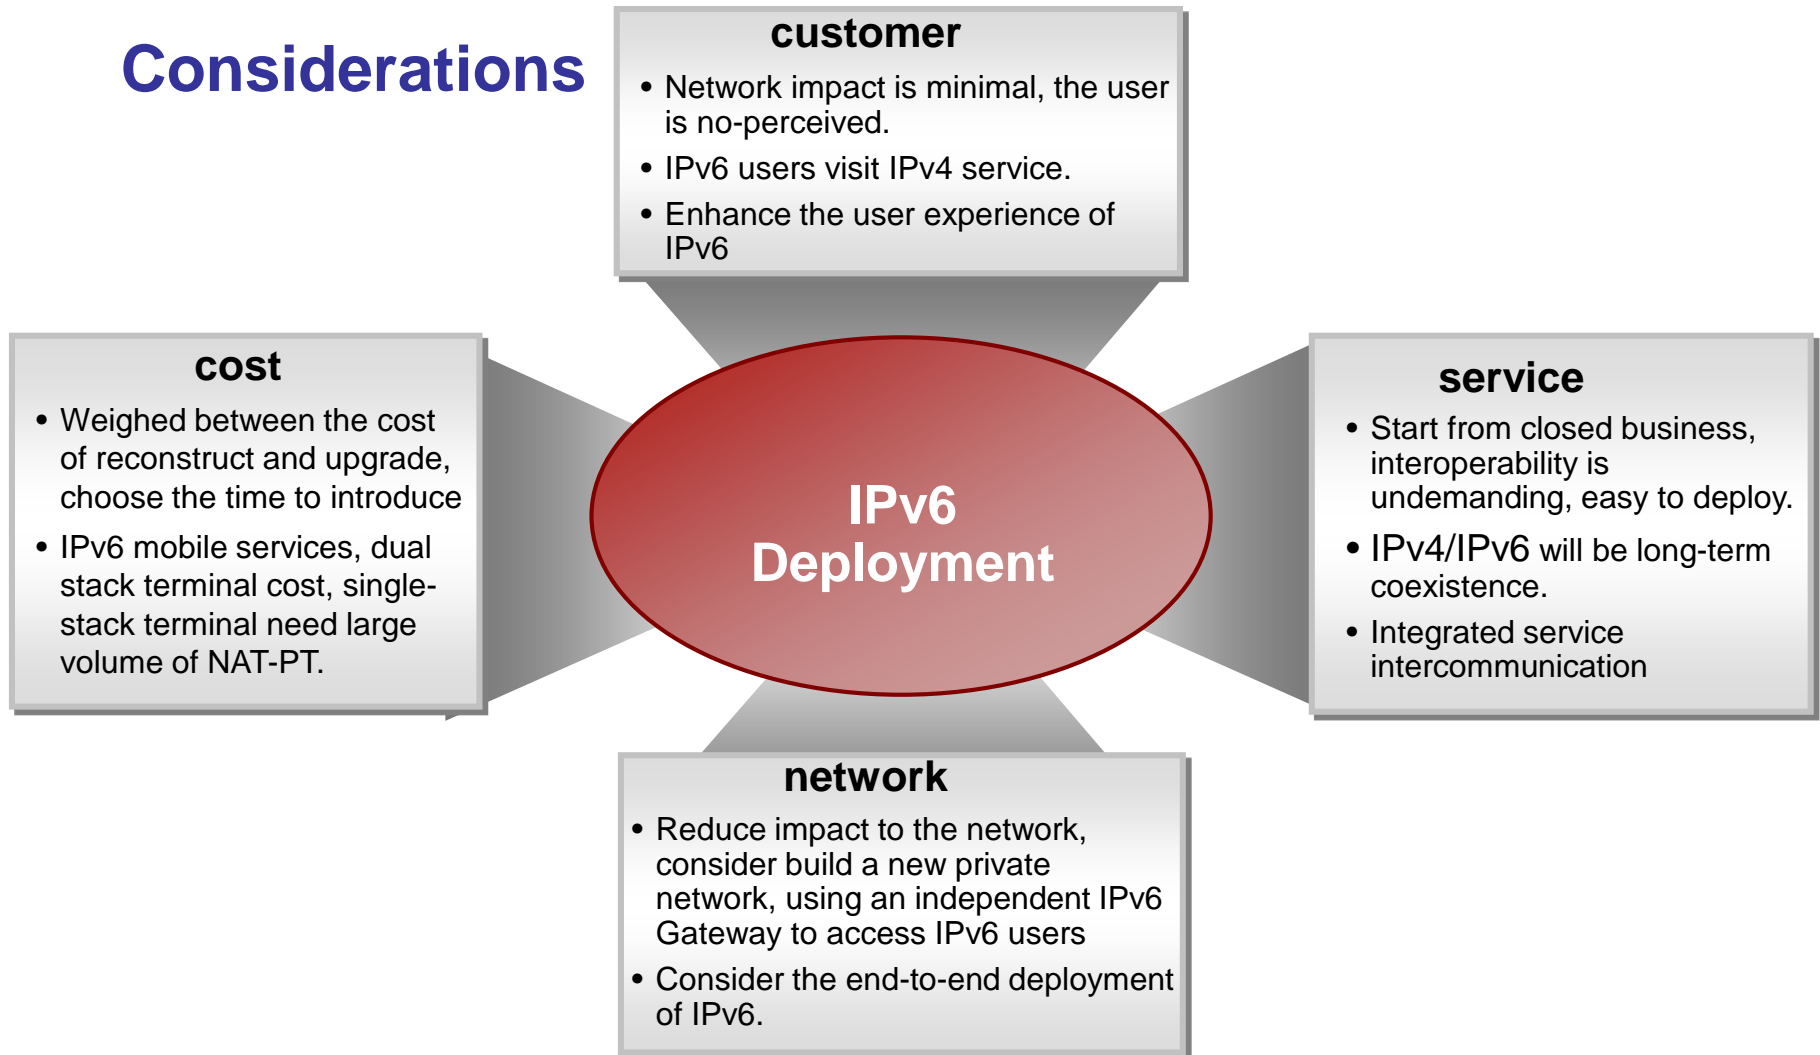 Considerations
customer
• Network impact is minimal, the user
is no-perceived.
• IPv6 users visit IPv4 service.
• Enhance the user experience of
IPv6
cost
• Weighed between the cost
of reconstruct and upgrade,
choose the time to introduce
• IPv6 mobile services, dual
stack terminal cost, single-
stack terminal need large
volume of NAT-PT.
IPv6
Deployment
service
• Start from closed business,
interoperability is
undemanding, easy to deploy.
• IPv4/IPv6 will be long-term
coexistence.
• Integrated service
intercommunication
network
• Reduce impact to the network,
consider build a new private
network, using an independent IPv6
Gateway to access IPv6 users
• Consider the end-to-end deployment
of IPv6.